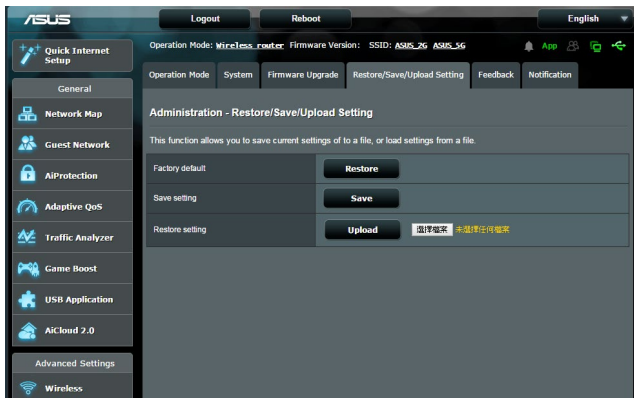 ASUS
Logout
Reboot
English
Quick Internet Setup
Operation Mode: Wireless router Firmware Version: SSID: ASUS_2G ASUS_5G
App
Operation Mode
System
Firmware Upgrade
Restore/Save/Upload Setting
Feedback
Notification
General
Network Map
Guest Network
AiProtection
Adaptive QoS
Traffic Analyzer
Game Boost
USB Application
AiCloud 2.0
Advanced Settings
Wireless
Administration - Restore/Save/Upload Setting
This function allows you to save current settings of to a file, or load settings from a file.
Factory default
Restore
Save setting
Save
Restore setting
Upload
選擇檔案 未選擇任何檔案